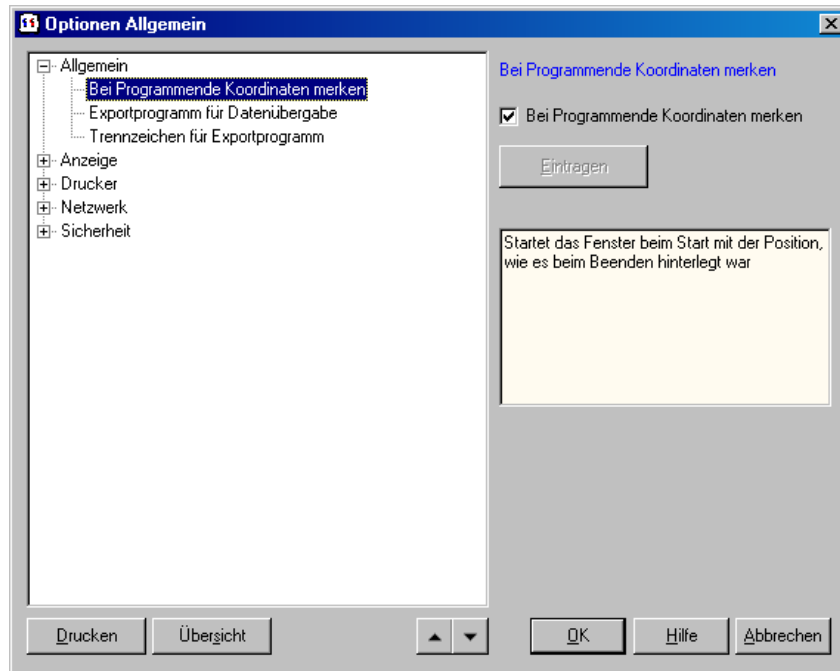 Optionen Allgemein
Allgemein
Bei Programmende Koordinaten merken
Exportprogramm für Datenübergabe
Trennzeichen für Exportprogramm
Anzeige
Drucker
Netzwerk
Sicherheit
Bei Programmende Koordinaten merken
Bei Programmende Koordinaten merken
Eintragen
Startet das Fenster beim Start mit der Position,
wie es beim Beenden hinterlegt war
Drucken
Übersicht
OK
Hilfe
Abbrechen